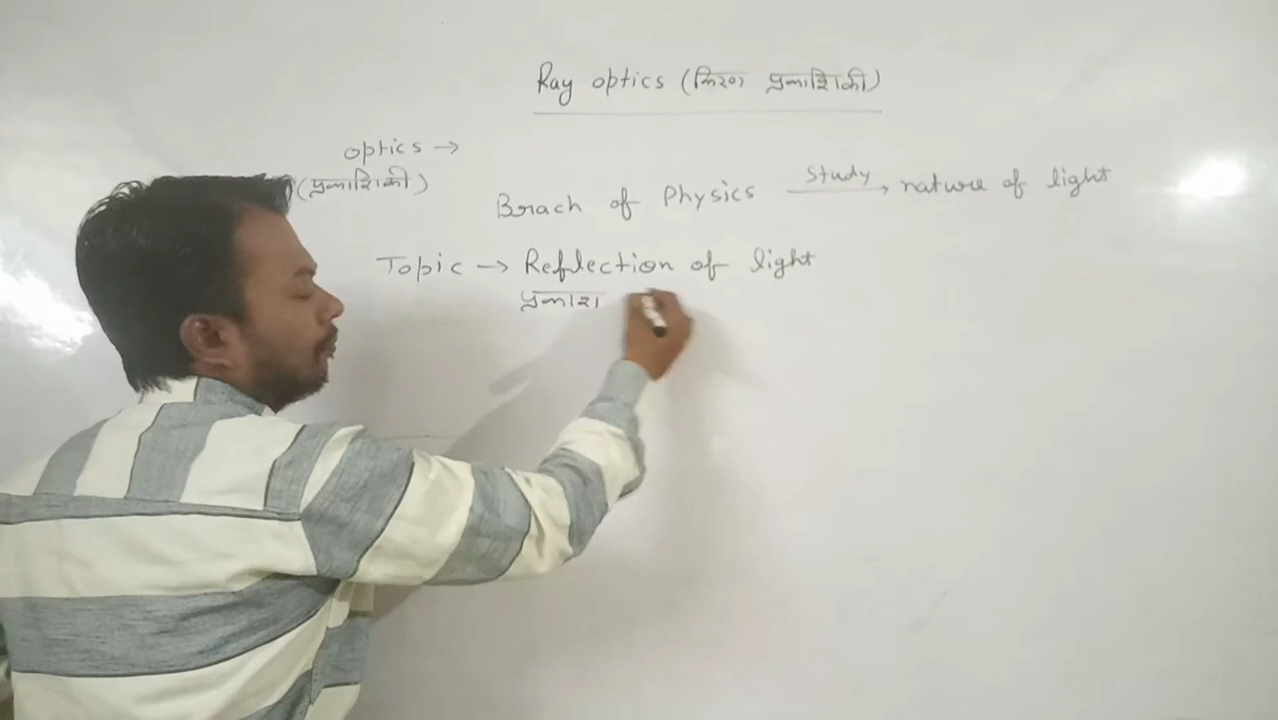 Ray optics (किरण प्रकाशिकी)
optics →
(प्रकाशिकी)
Brach of Physics study → nature of light
Topic → Reflection of light
प्रकाश